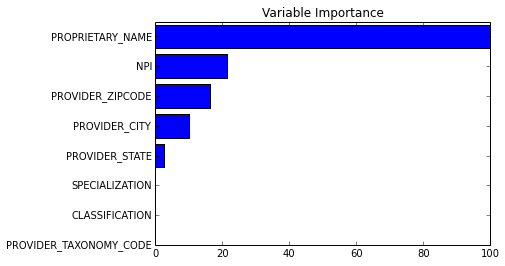 Variable Importance
PROPRIETARY_NAME
NPI
PROVIDER_ZIPCODE
PROVIDER_CITY
PROVIDER_STATE
SPECIALIZATION
CLASSIFICATION
PROVIDER_TAXONOMY_CODE
0 20 40 60 80 100